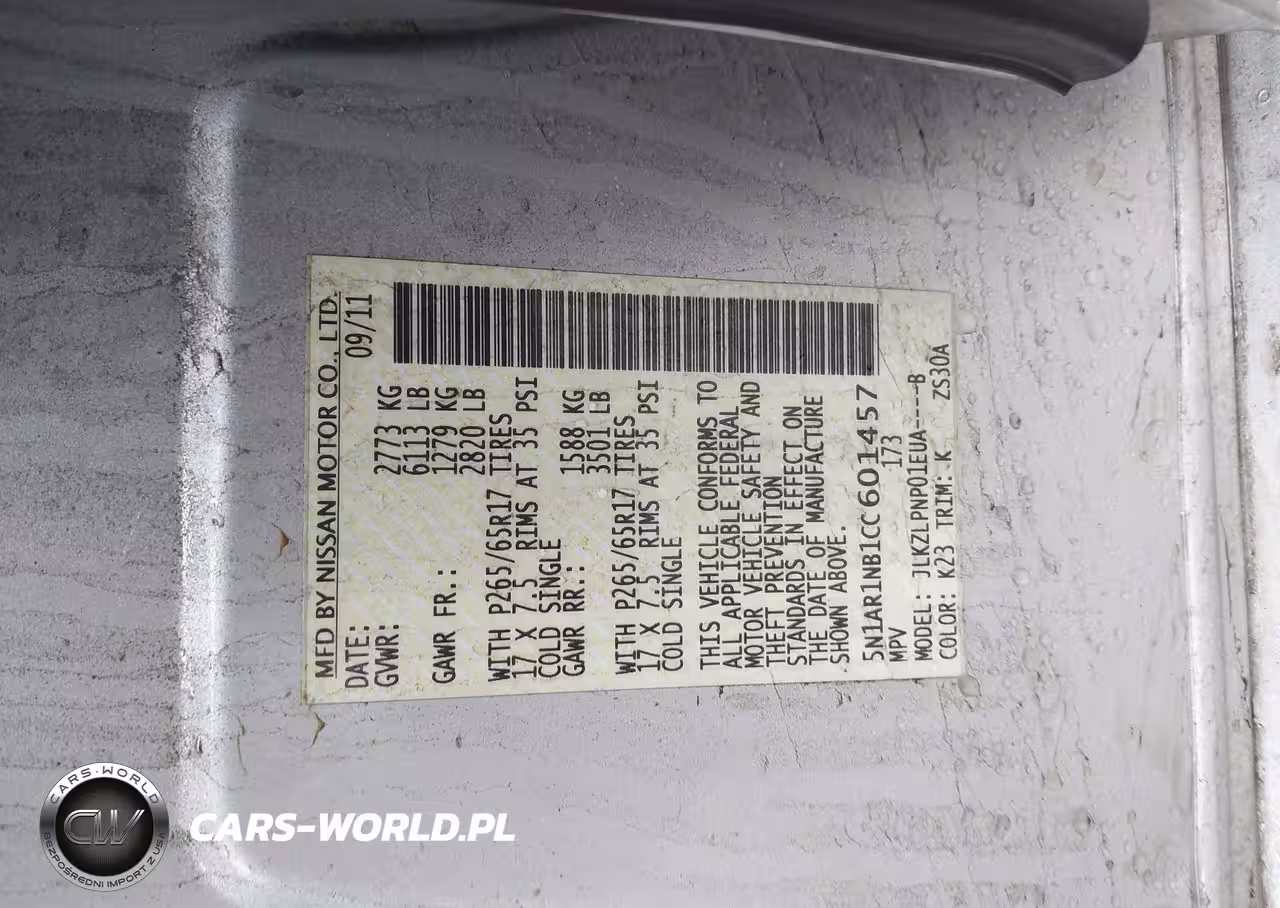 MFD BY NISSAN MOTOR CO., LTD.
DATE: 09/11
GVWR: 2773 KG
6113 LB
GAWR FR.: 1279 KG
2820 LB
WITH P265/65R17 TIRES
17 X 7.5 RIMS AT 35 PSI
COLD SINGLE
GAWR RR.: 1588 KG
3501 LB
WITH P265/65R17 TIRES
17 X 7.5 RIMS AT 35 PSI
COLD SINGLE
THIS VEHICLE CONFORMS TO
ALL APPLICABLE FEDERAL
MOTOR VEHICLE SAFETY AND
THEFT PREVENTION
STANDARDS IN EFFECT ON
THE DATE OF MANUFACTURE
SHOWN ABOVE.
5N1AR1NB1CC601457
MPV 173
MODEL: JLKZLPNP01EUA-----B
COLOR: K23 TRIM: K ZS30A
CARS-WORLD
CW
BEZPOŚREDNI IMPORT Z USA
CARS-WORLD.PL